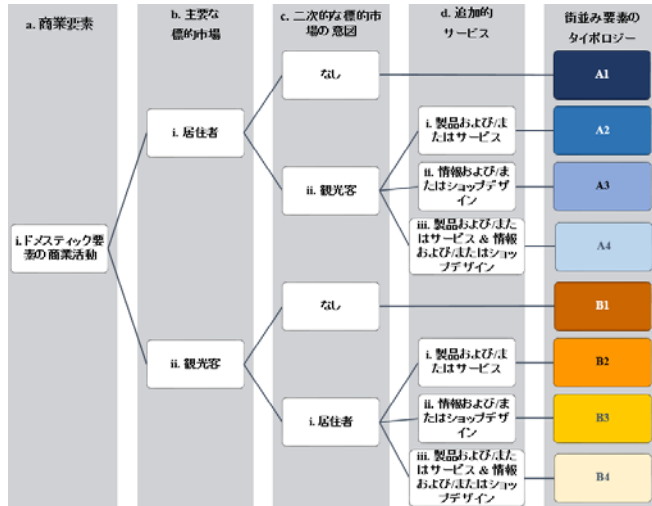 a. 商業要素
b. 主要な
標的市場
c. 二次的な標的市
場の意図
d. 追加的
サービス
街並み要素の
タイポロジー
i.ドメスティック要
素の商業活動
i. 居住者
なし
A1
ii. 観光客
i. 製品および/ま
たはサービス
A2
ii. 情報および/ま
たはショップデザ
イン
A3
iii. 製品および/また
はサービス & 情報
および/またはショッ
プデザイン
A4
ii. 観光客
なし
B1
i. 居住者
i. 製品および/ま
たはサービス
B2
ii. 情報および/ま
たはショップデザ
イン
B3
iii. 製品および/ま
たはサービス & 情報
および/またはショッ
プデザイン
B4